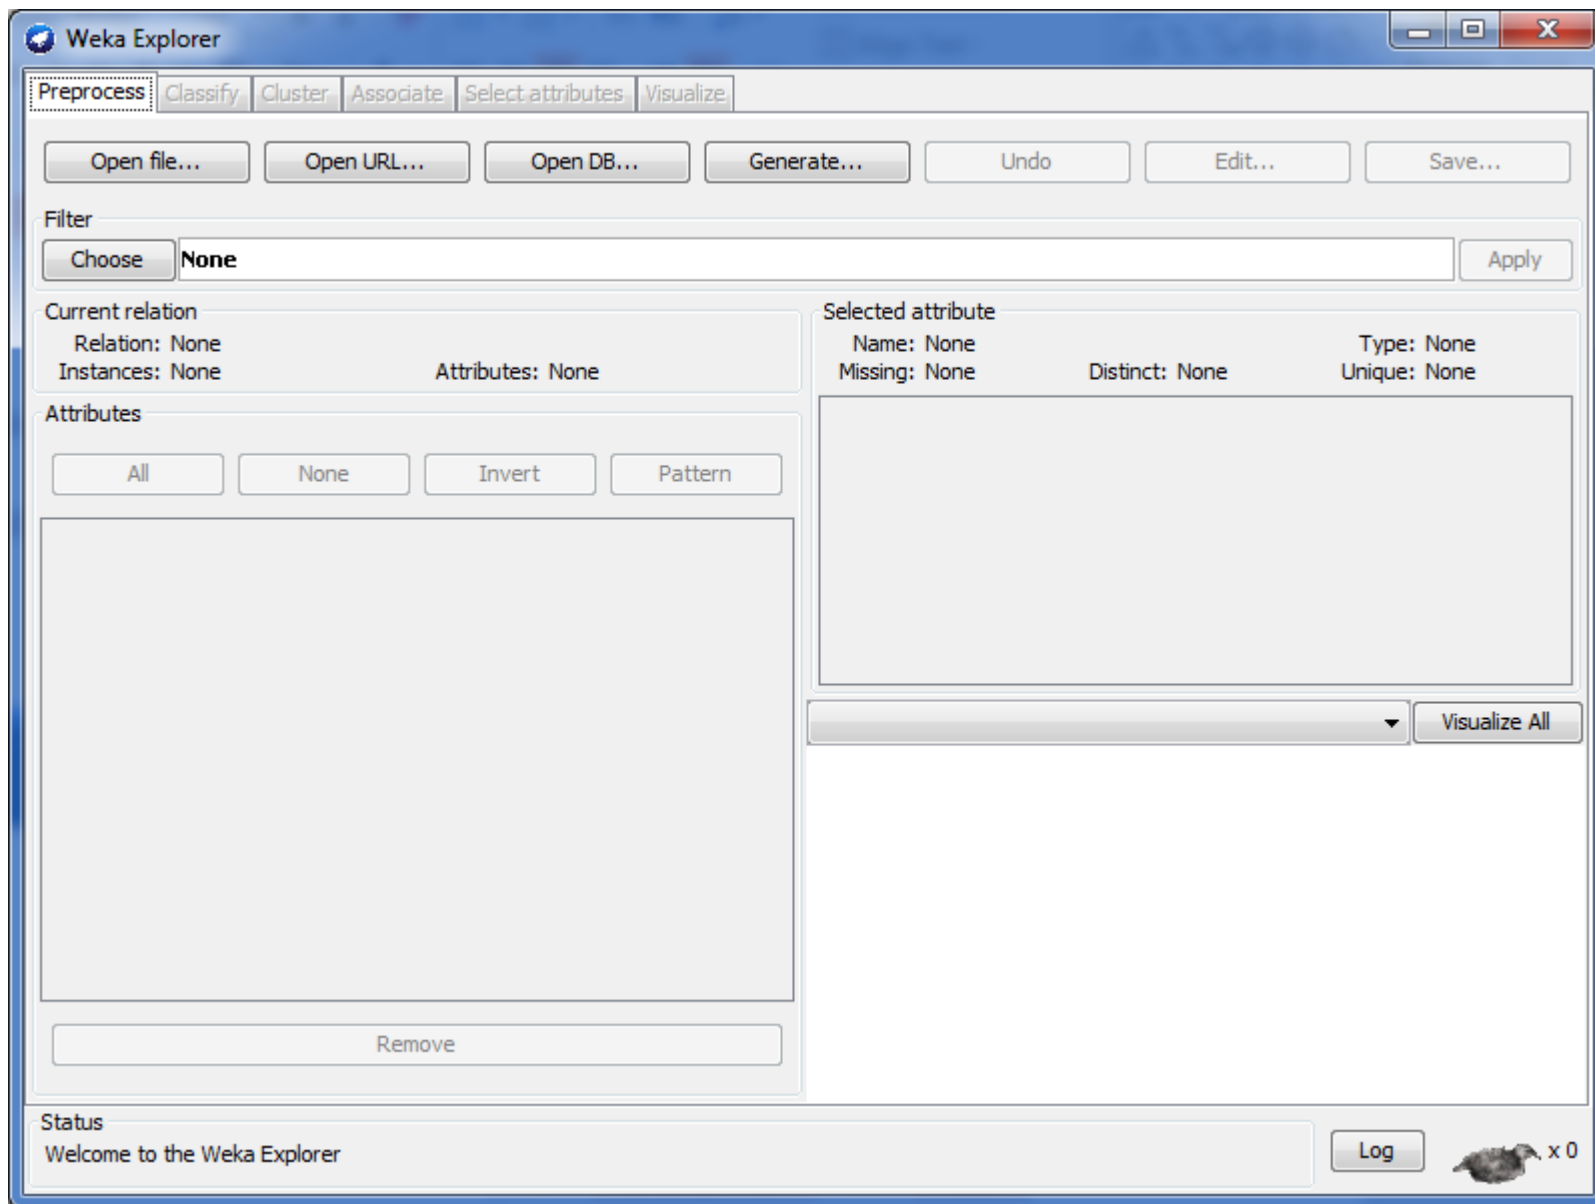 Weka Explorer
Preprocess Classify Cluster Associate Select attributes Visualize
Open file... Open URL... Open DB... Generate... Undo Edit... Save...
Filter
Choose None Apply
Current relation
Relation: None
Instances: None Attributes: None
Selected attribute
Name: None Type: None
Missing: None Distinct: None Unique: None
Attributes
All None Invert Pattern
Visualize All
Remove
Status
Welcome to the Weka Explorer
Log x 0